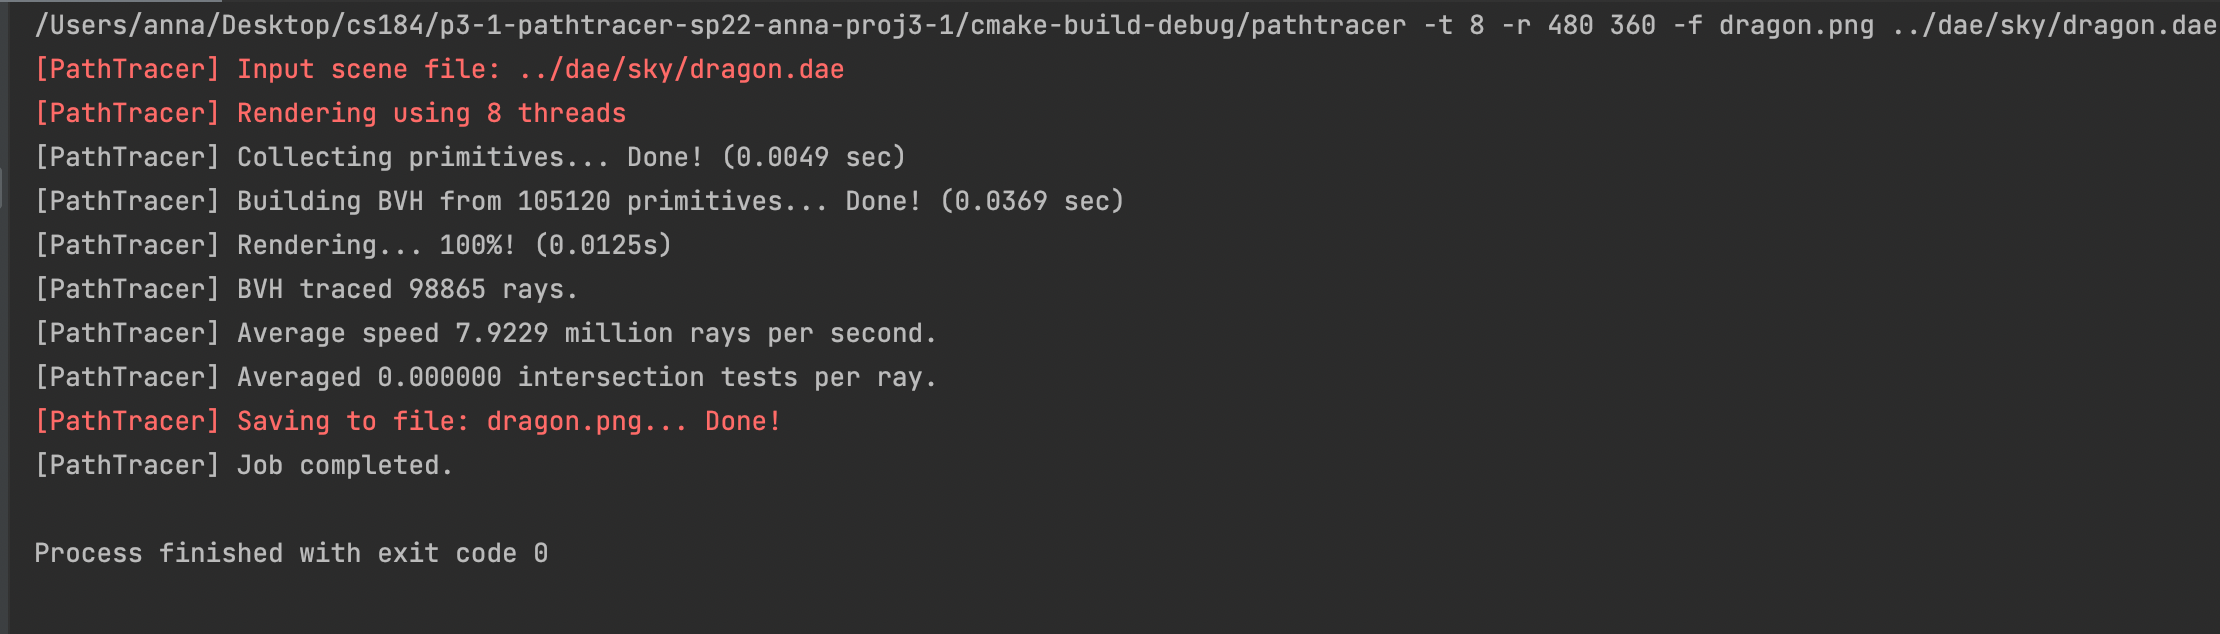 /Users/anna/Desktop/cs184/p3-1-pathtracer-sp22-anna-proj3-1/cmake-build-debug/pathtracer -t 8 -r 480 360 -f dragon.png ../dae/sky/dragon.dae
[PathTracer] Input scene file: ../dae/sky/dragon.dae
[PathTracer] Rendering using 8 threads
[PathTracer] Collecting primitives... Done! (0.0049 sec)
[PathTracer] Building BVH from 105120 primitives... Done! (0.0369 sec)
[PathTracer] Rendering... 100%! (0.0125s)
[PathTracer] BVH traced 98865 rays.
[PathTracer] Average speed 7.9229 million rays per second.
[PathTracer] Averaged 0.000000 intersection tests per ray.
[PathTracer] Saving to file: dragon.png... Done!
[PathTracer] Job completed.
Process finished with exit code 0